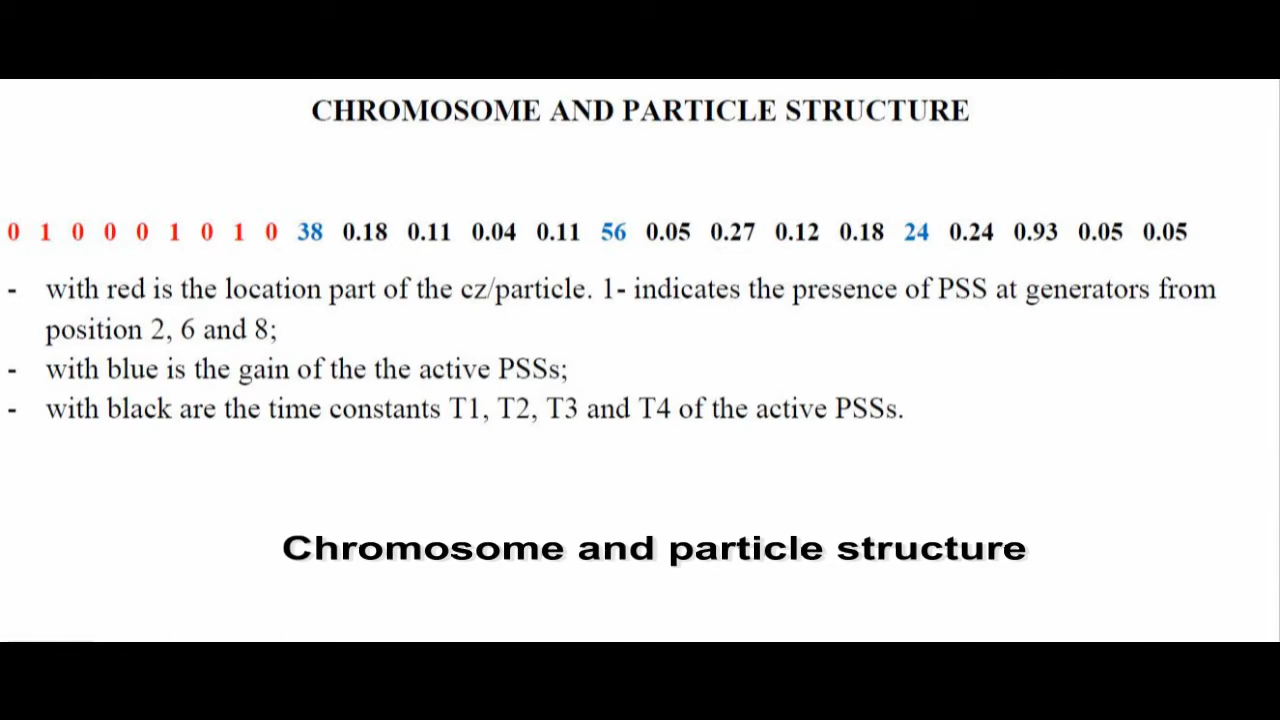 CHROMOSOME AND PARTICLE STRUCTURE
0 1 0 0 0 1 0 1 0 38 0.18 0.11 0.04 0.11 56 0.05 0.27 0.12 0.18 24 0.24 0.93 0.05 0.05
- with red is the location part of the cz/particle. 1- indicates the presence of PSS at generators from
position 2, 6 and 8;
- with blue is the gain of the the active PSSs;
- with black are the time constants T1, T2, T3 and T4 of the active PSSs.
Chromosome and particle structure